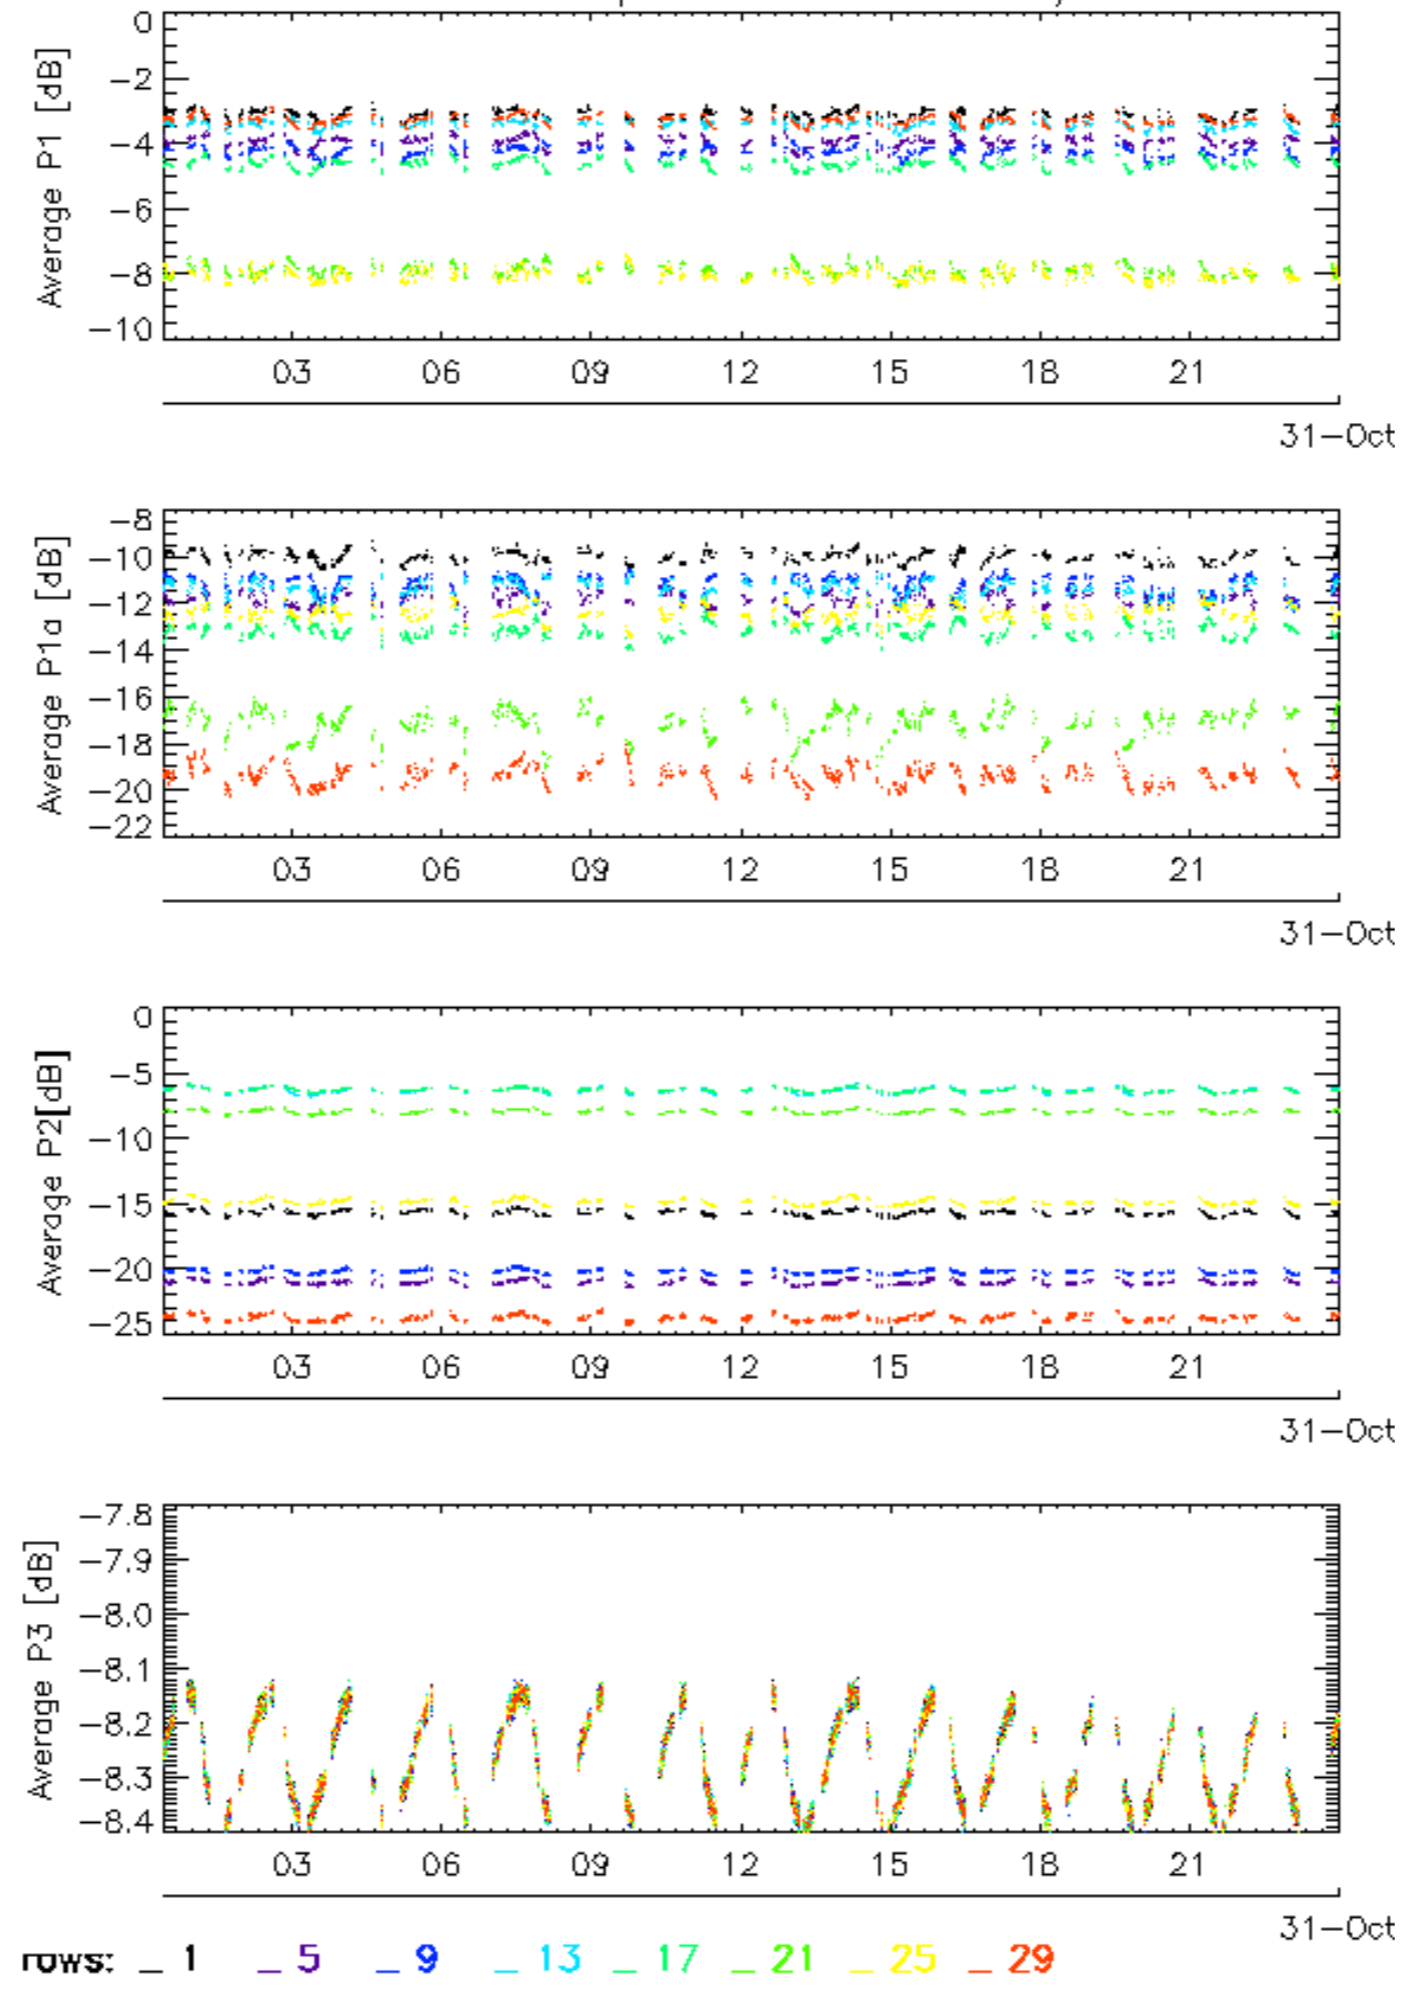 0
−2
−4
−6
−8
−10
Average P1 [dB]
03 06 09 12 15 18 21
31−Oct
−8
−10
−12
−14
−16
−18
−20
−22
Average P1a [dB]
03 06 09 12 15 18 21
31−Oct
0
−5
−10
−15
−20
−25
Average P2[dB]
03 06 09 12 15 18 21
31−Oct
−7.8
−7.9
−8.0
−8.1
−8.2
−8.3
−8.4
Average P3 [dB]
03 06 09 12 15 18 21
31−Oct
rows: _ 1 _ 5 _ 9 _ 13 _ 17 _ 21 _ 25 _ 29